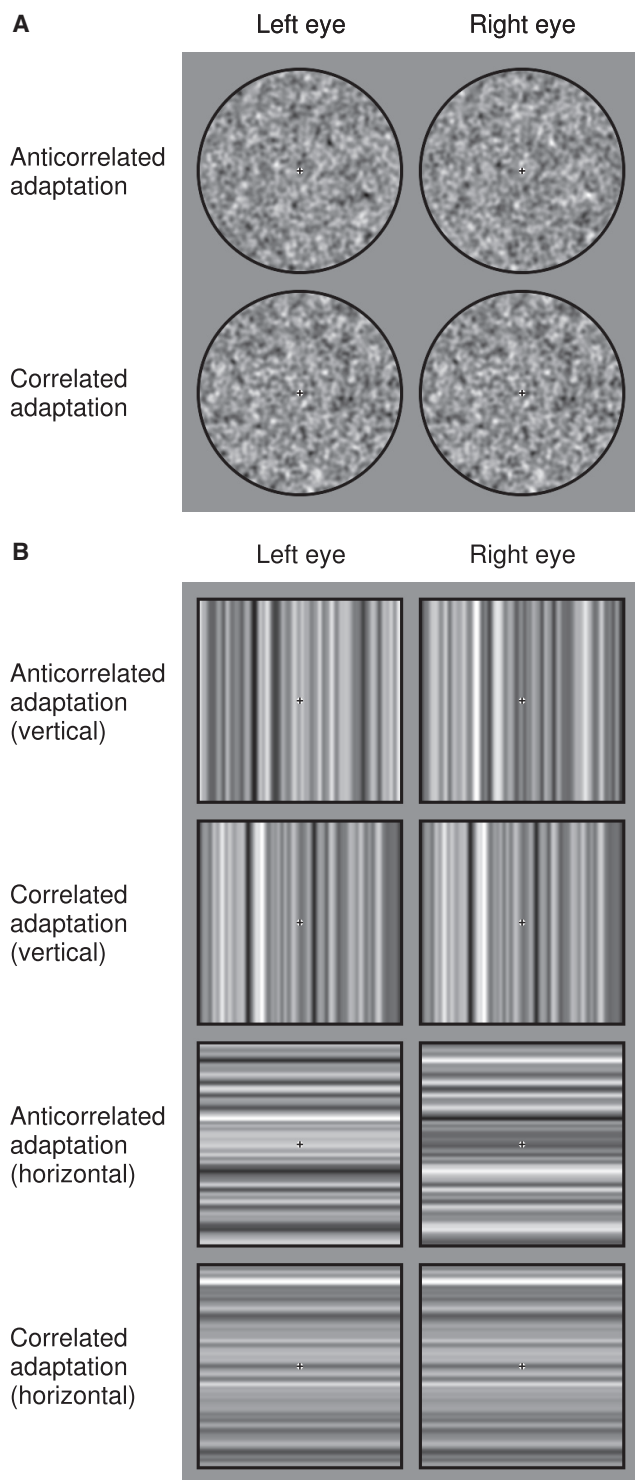 A
Left eye Right eye
Anticorrelated
adaptation
Correlated
adaptation
B
Left eye Right eye
Anticorrelated
adaptation
(vertical)
Correlated
adaptation
(vertical)
Anticorrelated
adaptation
(horizontal)
Correlated
adaptation
(horizontal)